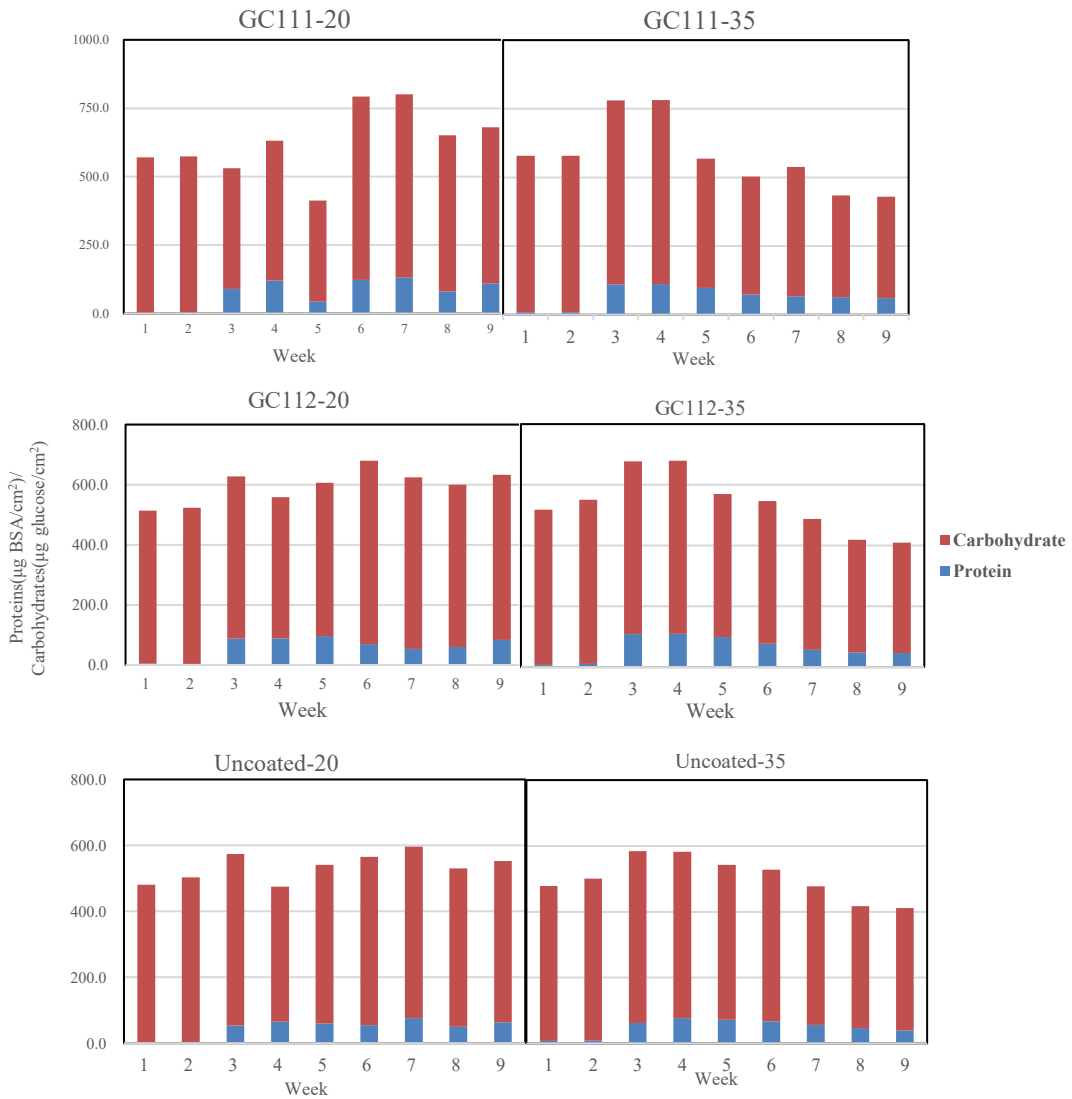 GC111-20
GC111-35
1000.0
750.0
500.0
250.0
0.0
1 2 3 4 5 6 7 8 9
1 2 3 4 5 6 7 8 9
Week
Week
GC112-20
GC112-35
Proteins(µg BSA/cm²)/
Carbohydrates(µg glucose/cm²)
800.0
600.0
400.0
200.0
0.0
1 2 3 4 5 6 7 8 9
1 2 3 4 5 6 7 8 9
Week
Week
Carbohydrate
Protein
Uncoated-20
Uncoated-35
800.0
600.0
400.0
200.0
0.0
1 2 3 4 5 6 7 8 9
1 2 3 4 5 6 7 8 9
Week
Week